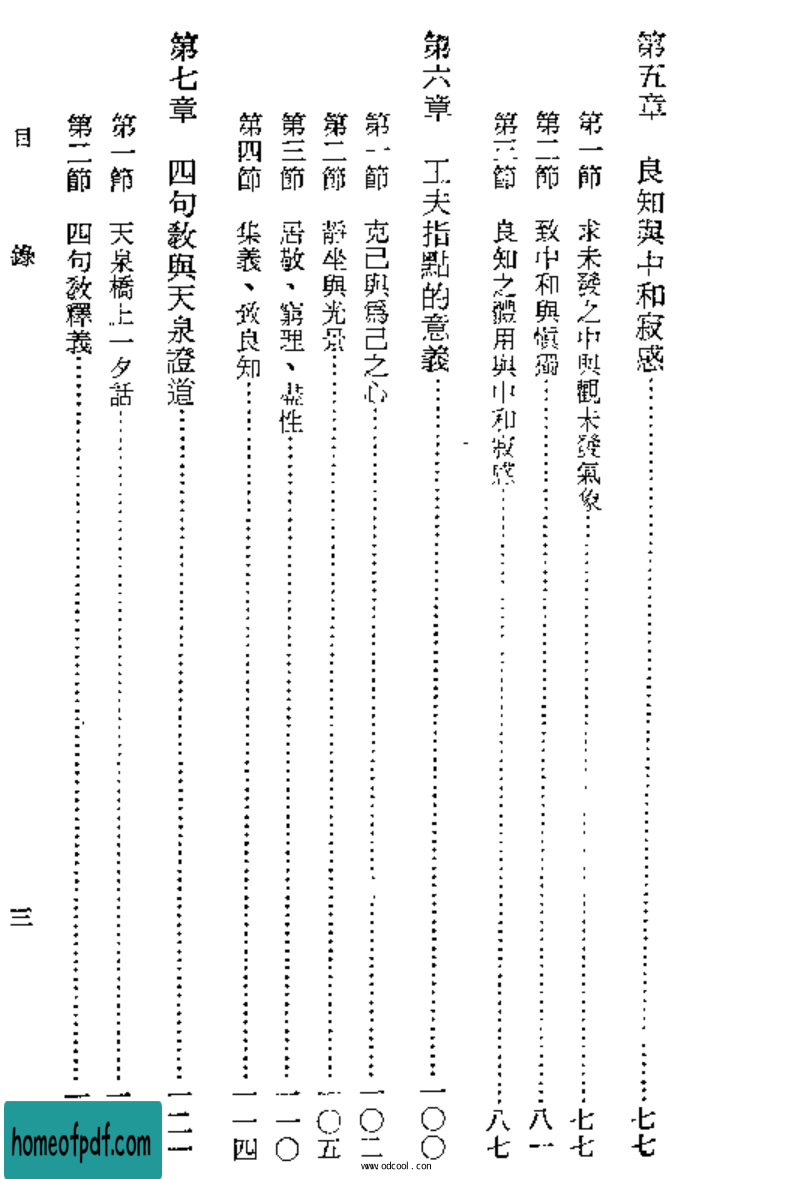 第五章 良知與中和寂感…………七七
第一節 求未發之中與觀未發氣象…………七七
第二節 致中和與愼獨…………八一
第三節 良知之體用與中和寂感…………八七
第六章 工夫指點的意義…………一〇〇
第一節 克己與爲己之心…………一〇二
第二節 靜坐與光景…………一〇五
第三節 居敬、窮理、盡性…………一一〇
第四節 集義、致良知…………一一四
第七章 四句敎與天泉證道…………一二一
第一節 天泉橋上一夕話…………一
第二節 四句敎釋義…………一
目錄
三
homeofpdf.com
www.odcool.com